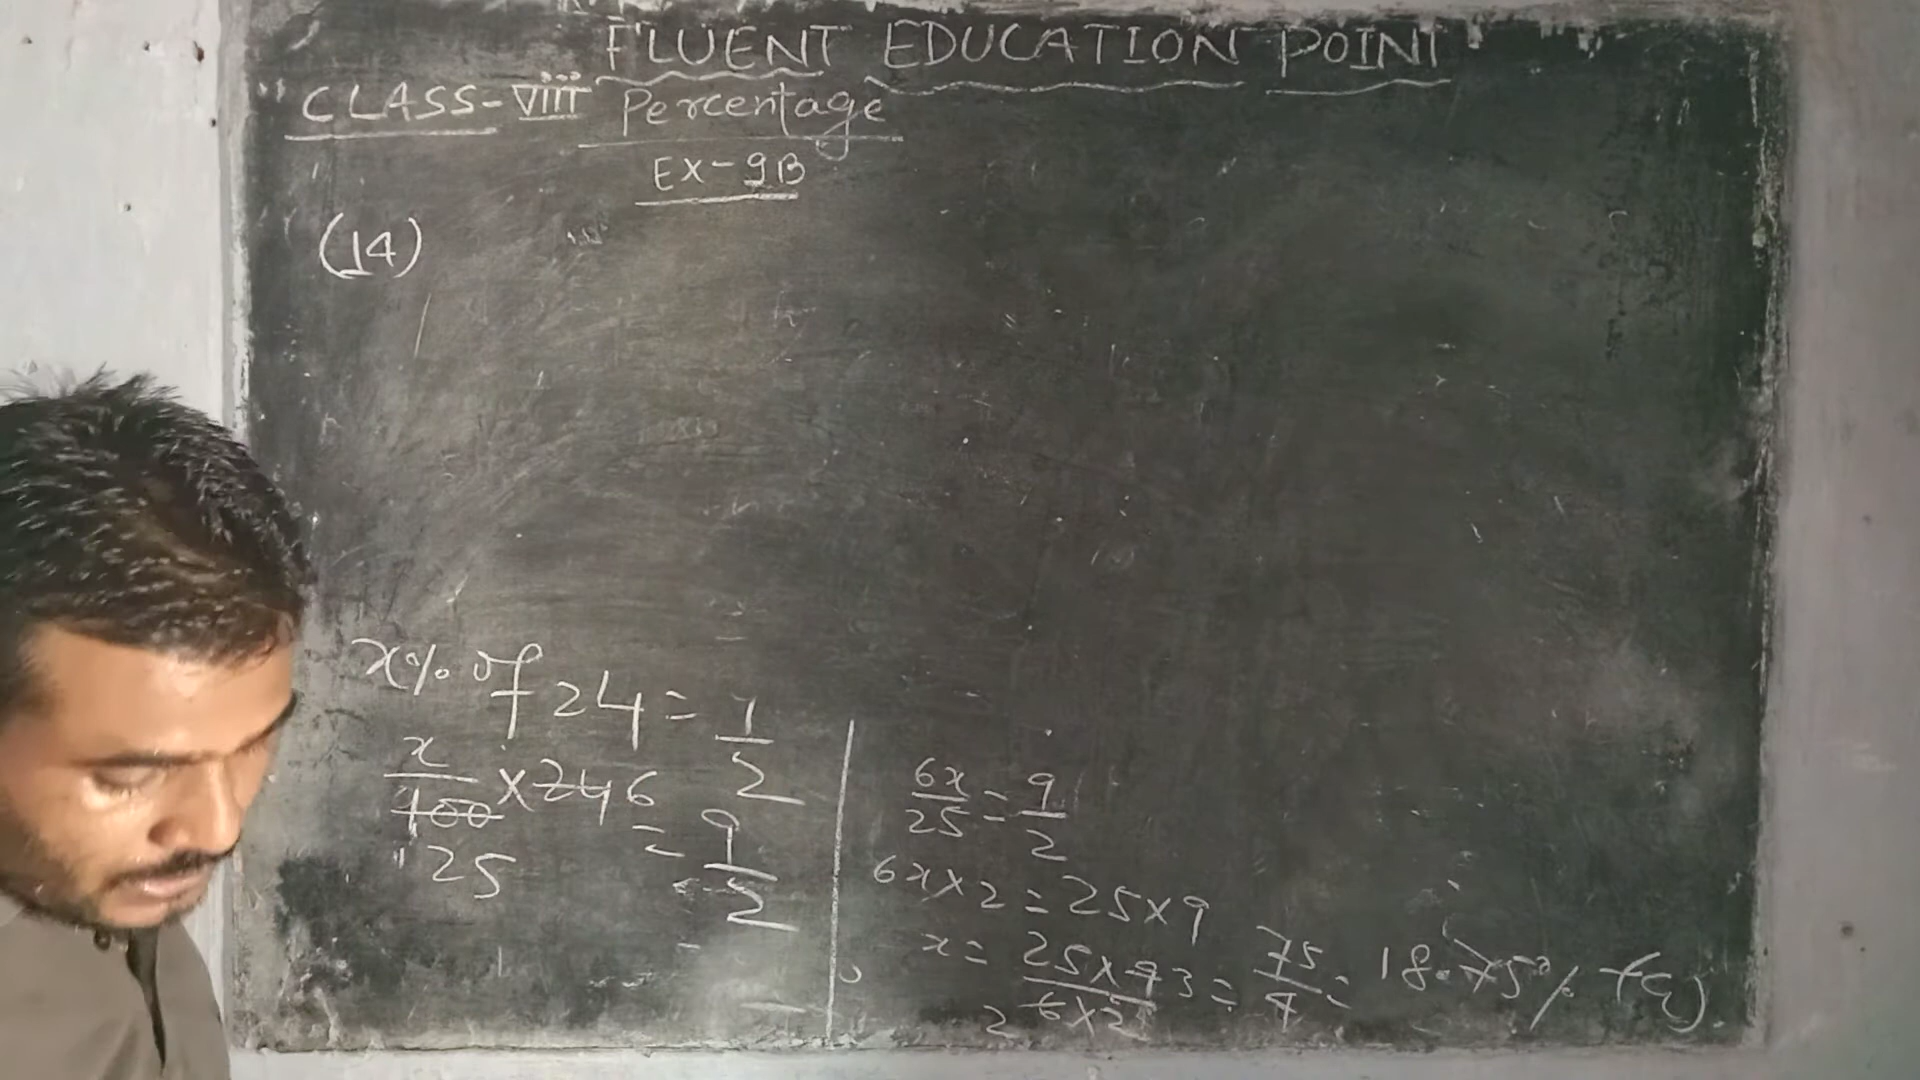 FLUENT EDUCATION POINT
CLASS-VIII Percentage
EX-9B
(14)
x% of 24 = 1/2
x/100 × 24 6 = 9/2
25
6x/25 = 9/2
6x×2 = 25×9
x = 25×9 3/2 6×2 = 75/4 = 18.75%